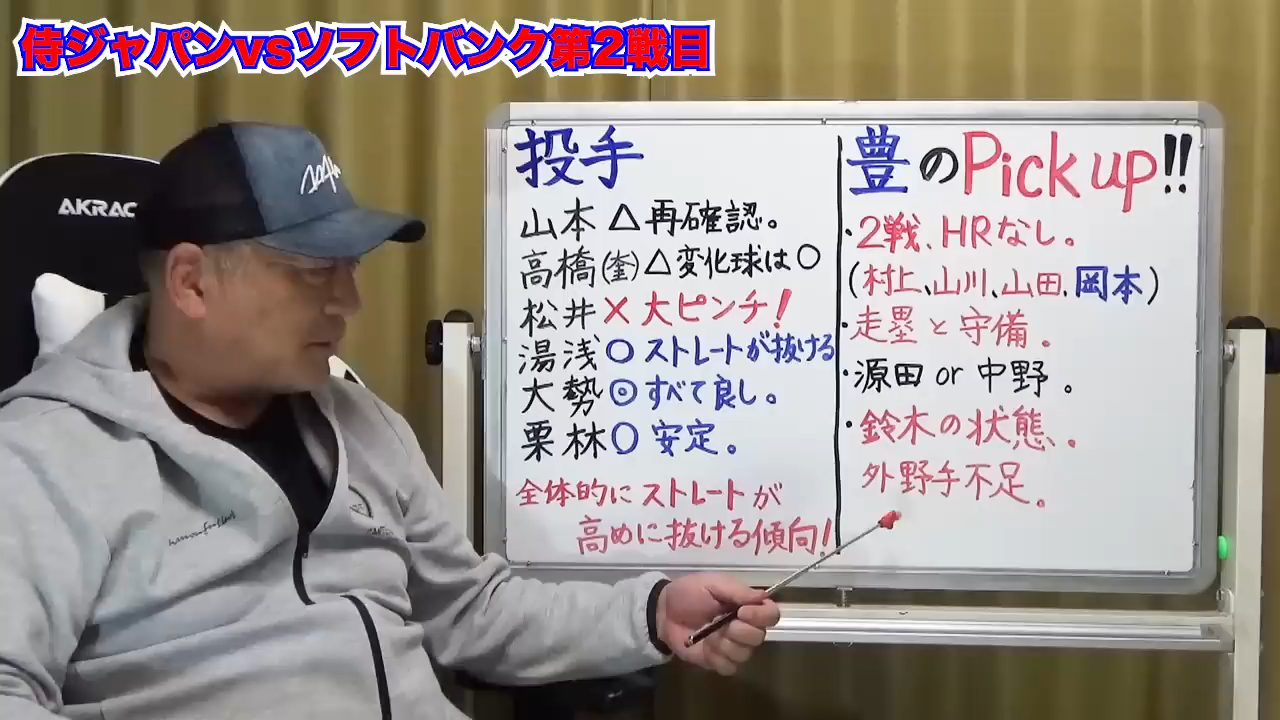 侍ジャパンvsソフトバンク第2戦目
AKRAC
投手
山本 △ 再確認。
高橋(奎) △ 変化球は〇
松井 × 大ピンチ!
湯浅 〇 ストレートが抜ける
大勢 ◎ すべて良し。
栗林 〇 安定。
全体的にストレートが
高めに抜ける傾向!
豊のPick up!!
・2戦、HRなし。
(村上、山川、山田、岡本)
・走塁と守備。
・源田 or 中野。
・鈴木の状態。
外野手不足。